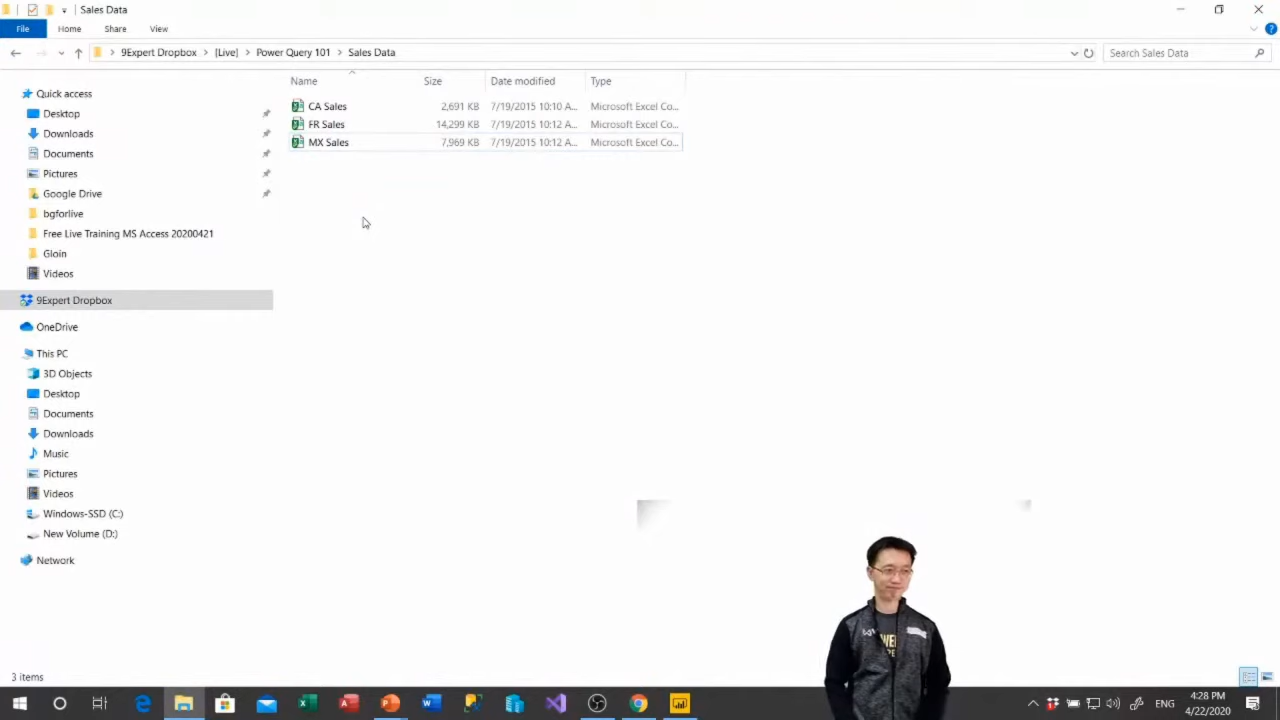 Sales Data
File Home Share View
9Expert Dropbox > [Live] > Power Query 101 > Sales Data
Search Sales Data
Name Size Date modified Type
CA Sales 2,691 KB 7/19/2015 10:10 A... Microsoft Excel Co...
FR Sales 14,299 KB 7/19/2015 10:12 A... Microsoft Excel Co...
MX Sales 7,969 KB 7/19/2015 10:12 A... Microsoft Excel Co...
Quick access
Desktop
Downloads
Documents
Pictures
Google Drive
bgforlive
Free Live Training MS Access 20200421
Gloin
Videos
9Expert Dropbox
OneDrive
This PC
3D Objects
Desktop
Documents
Downloads
Music
Pictures
Videos
Windows-SSD (C:)
New Volume (D:)
Network
3 items
ENG
4:28 PM
4/22/2020